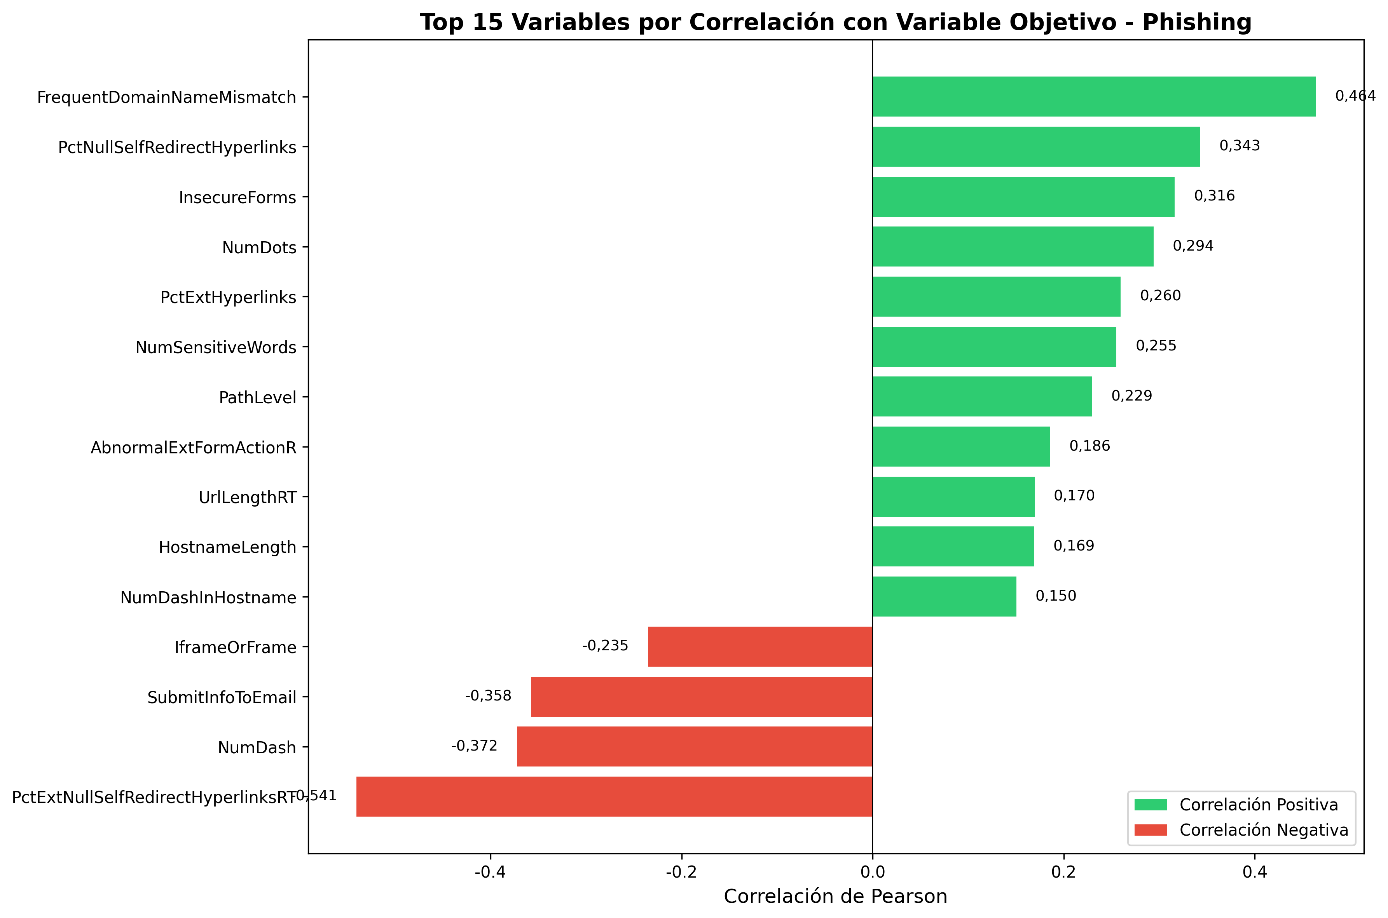 Top 15 Variables por Correlación con Variable Objetivo - Phishing
FrequentDomainNameMismatch 0,464
PctNullSelfRedirectHyperlinks 0,343
InsecureForms 0,316
NumDots 0,294
PctExtHyperlinks 0,260
NumSensitiveWords 0,255
PathLevel 0,229
AbnormalExtFormActionR 0,186
UrlLengthRT 0,170
HostnameLength 0,169
NumDashInHostname 0,150
IframeOrFrame -0,235
SubmitInfoToEmail -0,358
NumDash -0,372
PctExtNullSelfRedirectHyperlinksRT -0,541
Correlación Positiva
Correlación Negativa
-0.4 -0.2 0.0 0.2 0.4
Correlación de Pearson